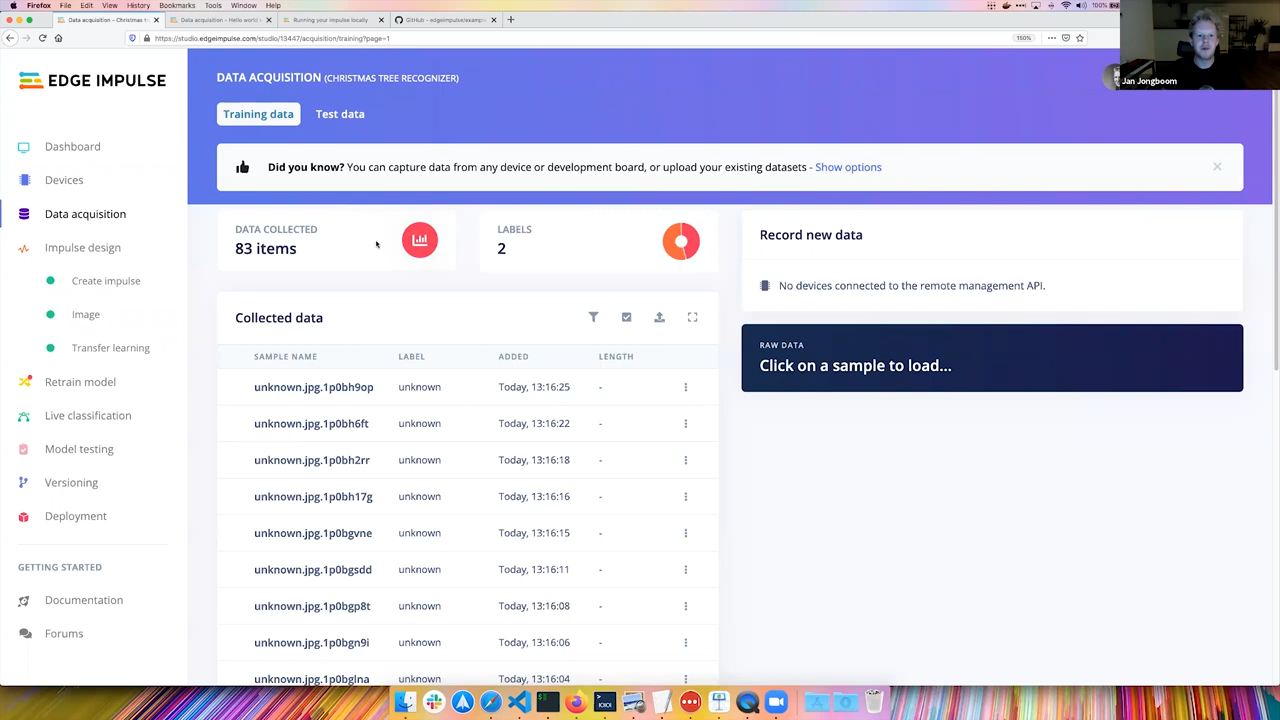 Firefox File Edit View History Bookmarks Tools Window Help
100%
Data acquisition - Christmas tr
Data acquisition - Hello world
Running your impulse locally
GitHub - edgeimpulse/examp
https://studio.edgeimpulse.com/studio/13447/acquisition/training?page=1
150%
Jan Jongboom
EDGE IMPULSE
DATA ACQUISITION (CHRISTMAS TREE RECOGNIZER)
Training data
Test data
Did you know? You can capture data from any device or development board, or upload your existing datasets - Show options
Dashboard
Devices
Data acquisition
Impulse design
Create impulse
Image
Transfer learning
Retrain model
Live classification
Model testing
Versioning
Deployment
GETTING STARTED
Documentation
Forums
DATA COLLECTED
83 items
LABELS
2
Record new data
No devices connected to the remote management API.
RAW DATA
Click on a sample to load...
Collected data
SAMPLE NAME LABEL ADDED LENGTH
unknown.jpg.1p0bh9op unknown Today, 13:16:25 -
unknown.jpg.1p0bh6ft unknown Today, 13:16:22 -
unknown.jpg.1p0bh2rr unknown Today, 13:16:18 -
unknown.jpg.1p0bh17g unknown Today, 13:16:16 -
unknown.jpg.1p0bgvne unknown Today, 13:16:15 -
unknown.jpg.1p0bgsdd unknown Today, 13:16:11 -
unknown.jpg.1p0bgp8t unknown Today, 13:16:08 -
unknown.jpg.1p0bgn9i unknown Today, 13:16:06 -
unknown.jpg.1p0bglna unknown Today, 13:16:04 -